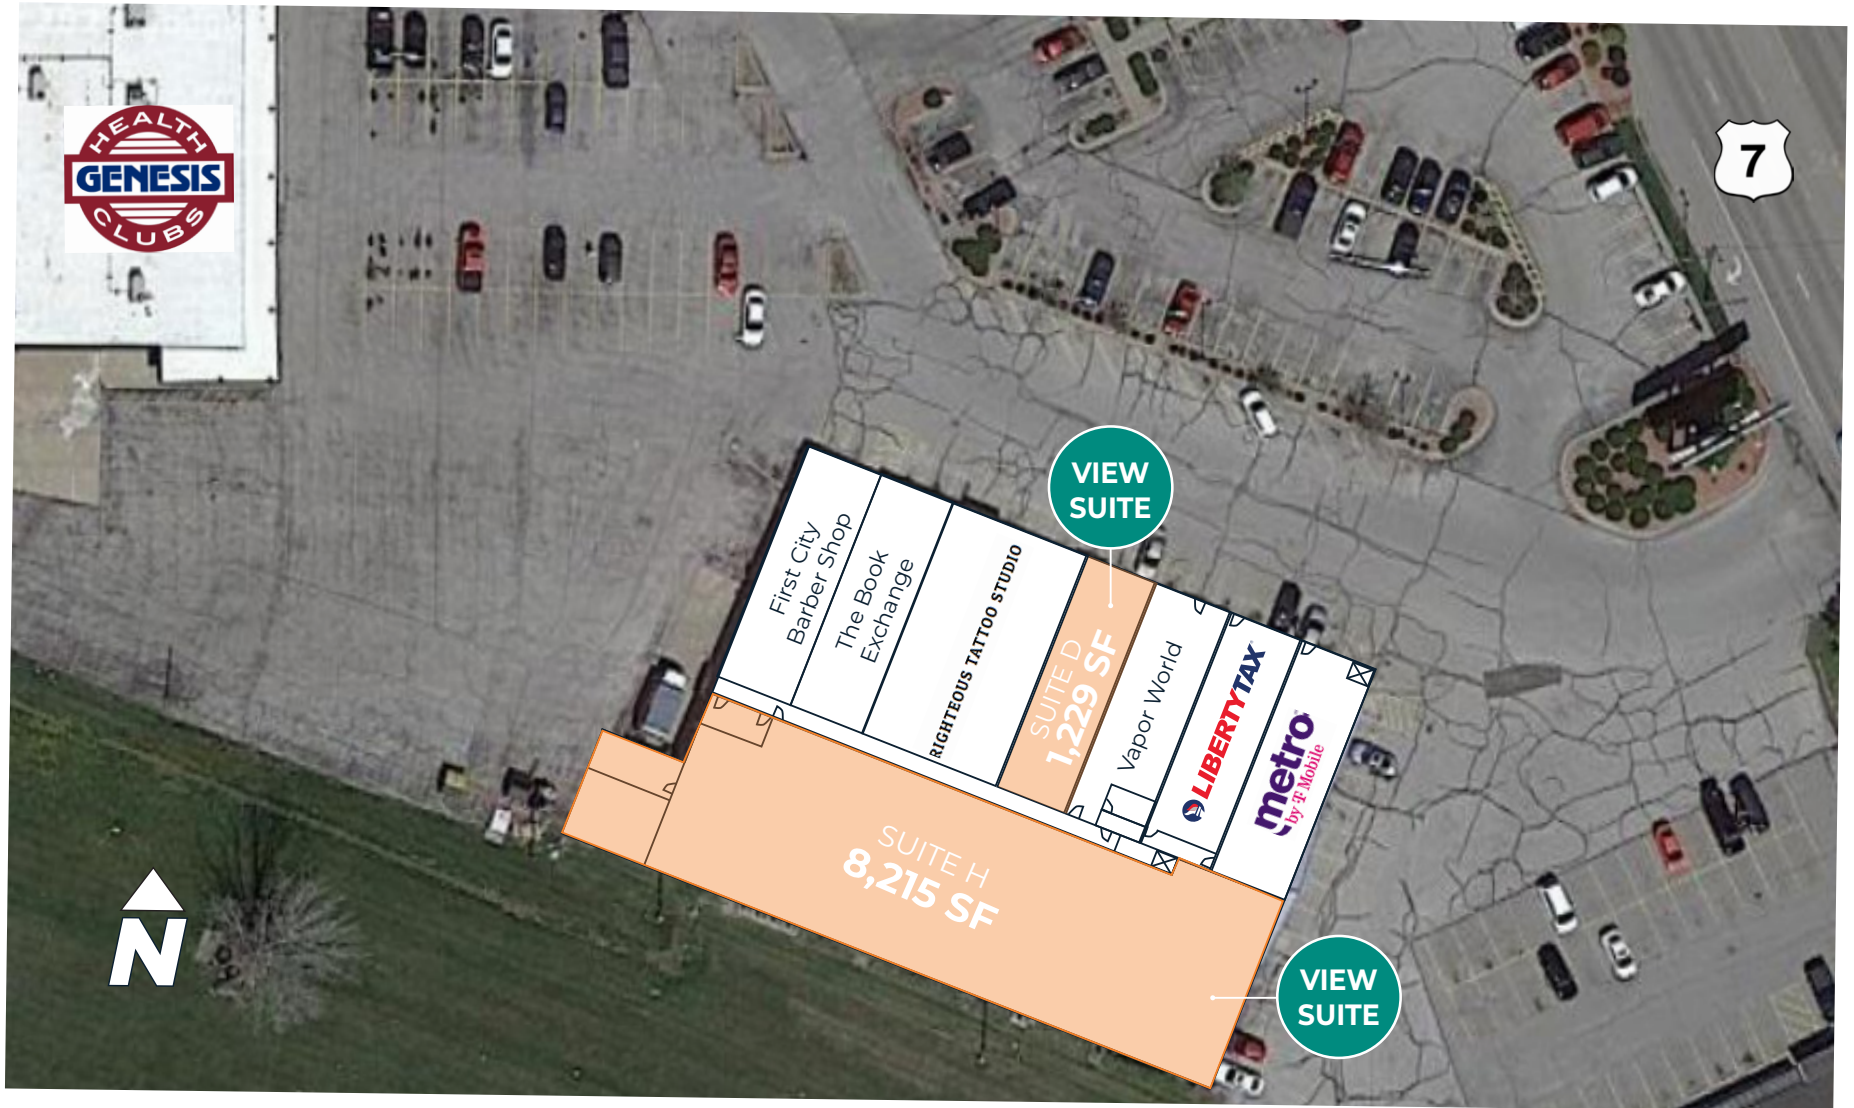 HEALTH
GENESIS
CLUBS
7
VIEW
SUITE
First City
Barber Shop
The Book
Exchange
RIGHTEOUS TATTOO STUDIO
SUITE D
1,229 SF
Vapor World
LIBERTY TAX
metro
by T Mobile
SUITE H
8,215 SF
VIEW
SUITE
N